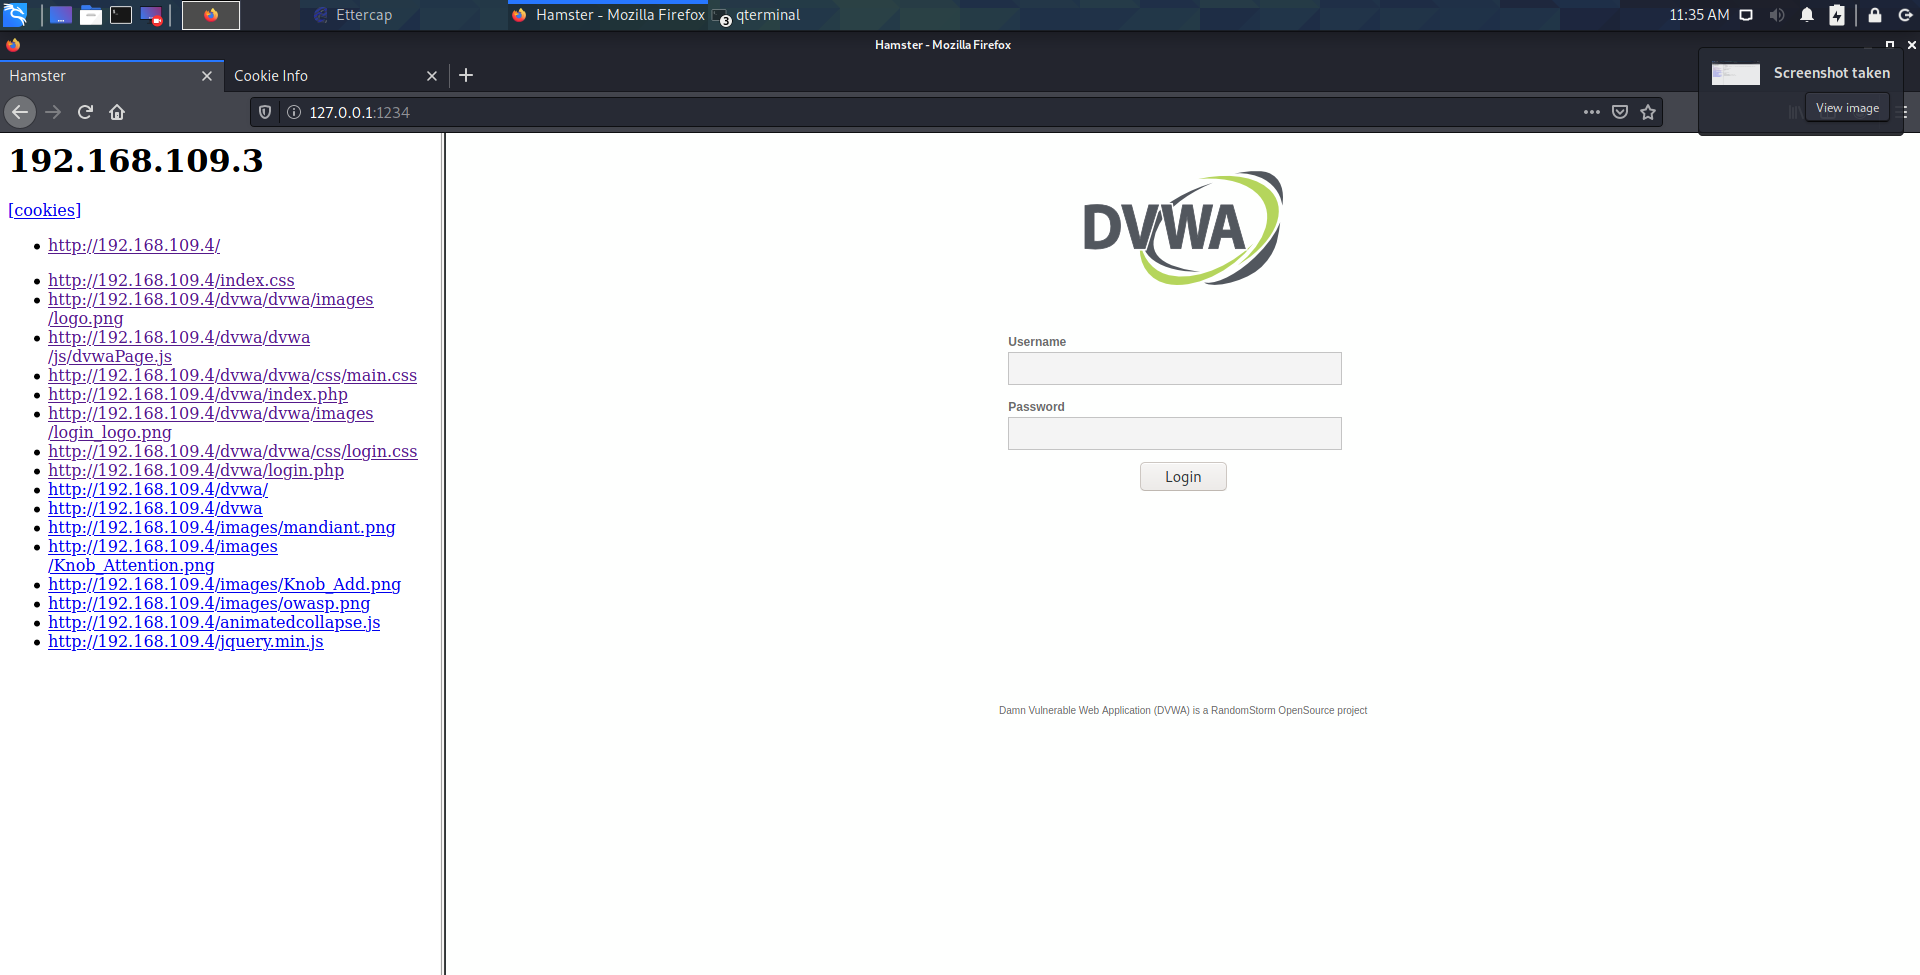 Ettercap
Hamster - Mozilla Firefox
3
qterminal
11:35 AM
Hamster - Mozilla Firefox
Hamster
Cookie Info
Screenshot taken
View image
127.0.0.1:1234
192.168.109.3
[cookies]
http://192.168.109.4/
http://192.168.109.4/index.css
http://192.168.109.4/dvwa/dvwa/images
/logo.png
http://192.168.109.4/dvwa/dvwa
/js/dvwaPage.js
http://192.168.109.4/dvwa/dvwa/css/main.css
http://192.168.109.4/dvwa/index.php
http://192.168.109.4/dvwa/dvwa/images
/login_logo.png
http://192.168.109.4/dvwa/dvwa/css/login.css
http://192.168.109.4/dvwa/login.php
http://192.168.109.4/dvwa/
http://192.168.109.4/dvwa
http://192.168.109.4/images/mandiant.png
http://192.168.109.4/images
/Knob_Attention.png
http://192.168.109.4/images/Knob_Add.png
http://192.168.109.4/images/owasp.png
http://192.168.109.4/animatedcollapse.js
http://192.168.109.4/jquery.min.js
DVWA
Username
Password
Login
Damn Vulnerable Web Application (DVWA) is a RandomStorm OpenSource project